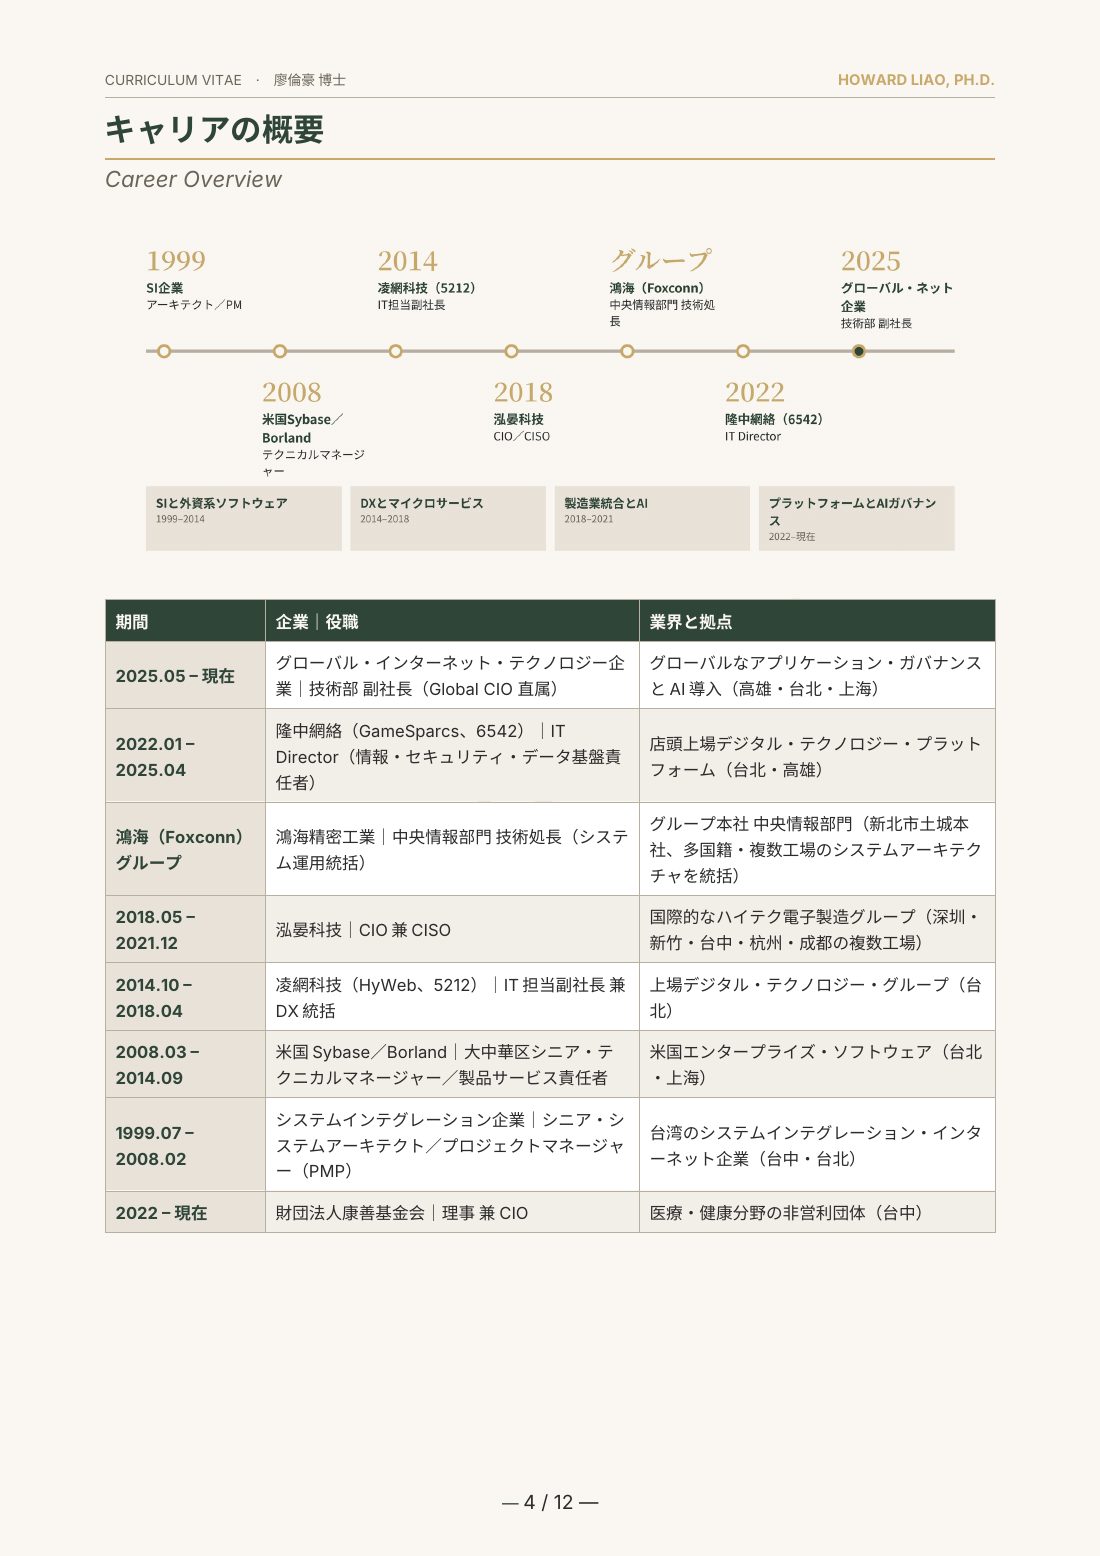 CURRICULUM VITAE · 廖倫豪 博士
HOWARD LIAO, PH.D.
キャリアの概要
Career Overview
1999
SI企業
アーキテクト／PM
2014
凌網科技（5212）
IT担当副社長
グループ
鴻海（Foxconn）
中央情報部門 技術処
長
2025
グローバル・ネット
企業
技術部 副社長
2008
米国Sybase／
Borland
テクニカルマネージ
ャー
2018
泓晏科技
CIO／CISO
2022
隆中網絡（6542）
IT Director
SIと外資系ソフトウェア
1999–2014
DXとマイクロサービス
2014–2018
製造業統合とAI
2018–2021
プラットフォームとAIガバナン
ス
2022–現在
期間
企業｜役職
業界と拠点
2025.05 – 現在
グローバル・インターネット・テクノロジー企
業｜技術部 副社長（Global CIO 直属）
グローバルなアプリケーション・ガバナンス
と AI 導入（高雄・台北・上海）
2022.01 –
2025.04
隆中網絡（GameSparcs、6542）｜IT
Director（情報・セキュリティ・データ基盤責
任者）
店頭上場デジタル・テクノロジー・プラット
フォーム（台北・高雄）
鴻海（Foxconn）
グループ
鴻海精密工業｜中央情報部門 技術処長（システ
ム運用統括）
グループ本社 中央情報部門（新北市土城本
社、多国籍・複数工場のシステムアーキテク
チャを統括）
2018.05 –
2021.12
泓晏科技｜CIO 兼 CISO
国際的なハイテク電子製造グループ（深圳・
新竹・台中・杭州・成都の複数工場）
2014.10 –
2018.04
凌網科技（HyWeb、5212）｜IT 担当副社長 兼
DX 統括
上場デジタル・テクノロジー・グループ（台
北）
2008.03 –
2014.09
米国 Sybase／Borland｜大中華区シニア・テ
クニカルマネージャー／製品サービス責任者
米国エンタープライズ・ソフトウェア（台北
・上海）
1999.07 –
2008.02
システムインテグレーション企業｜シニア・シ
ステムアーキテクト／プロジェクトマネージャ
ー（PMP）
台湾のシステムインテグレーション・インタ
ーネット企業（台中・台北）
2022 – 現在
財団法人康善基金会｜理事 兼 CIO
医療・健康分野の非営利団体（台中）
— 4 / 12 —